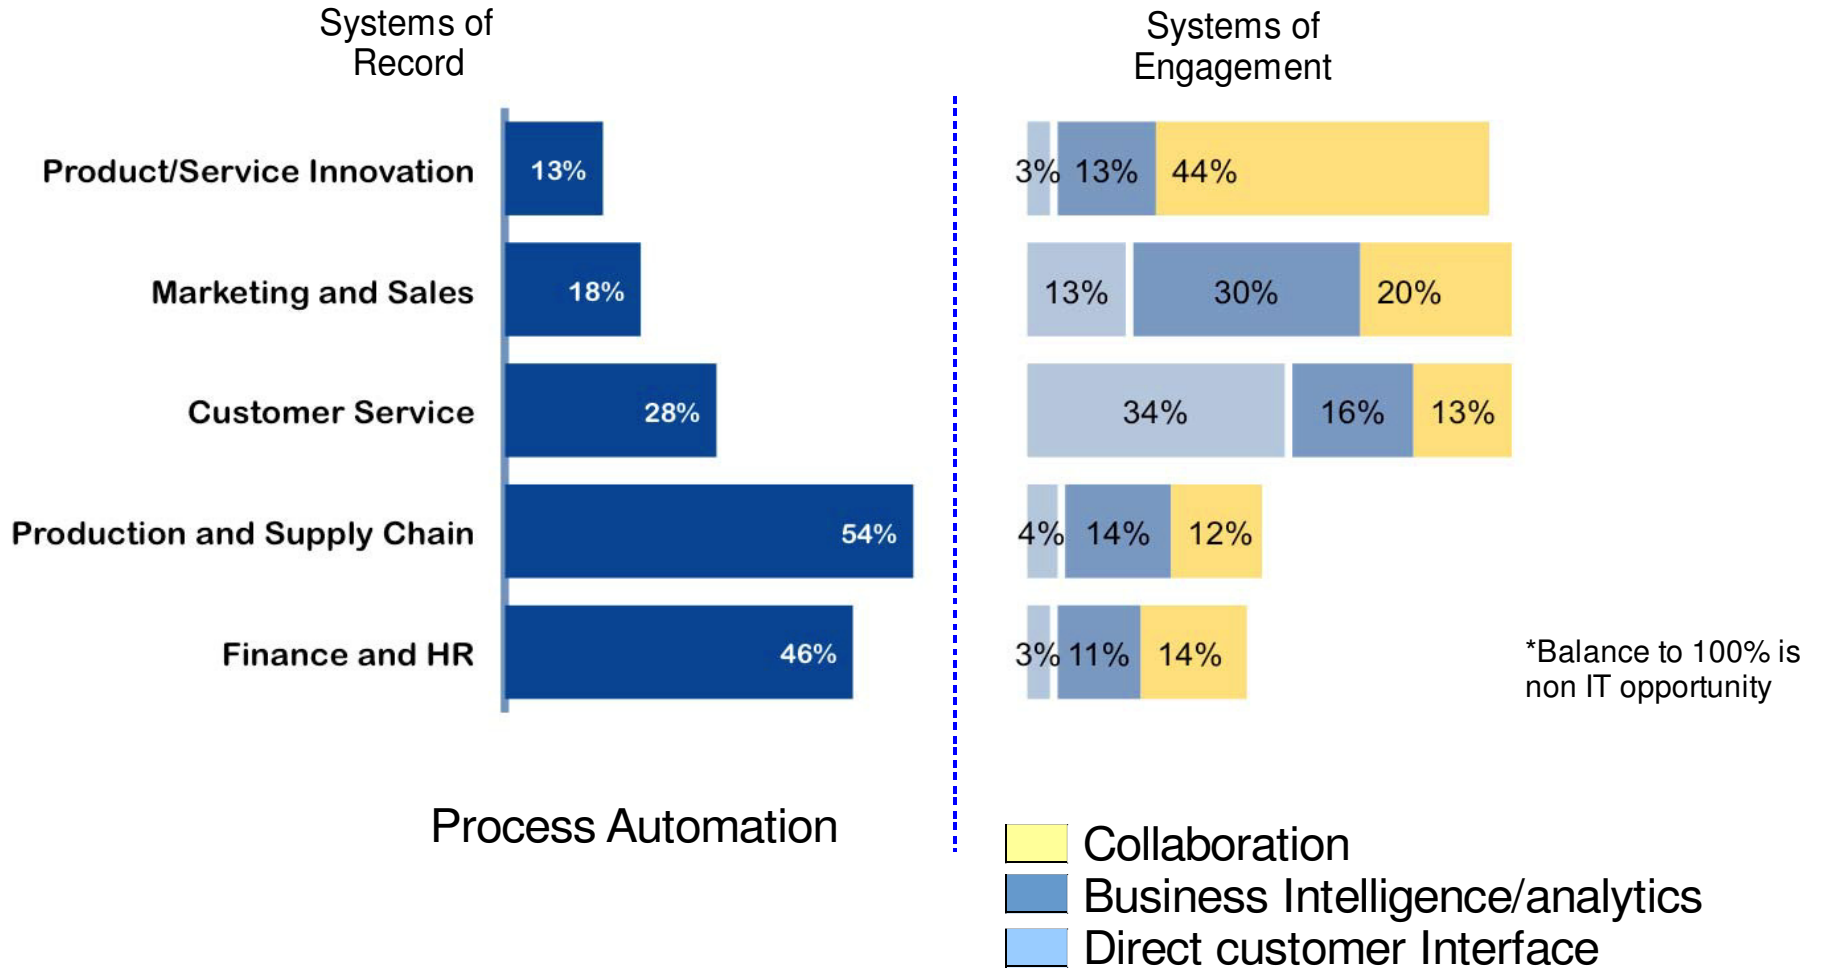 Systems of
Record
Systems of
Engagement
Product/Service Innovation 13% 3% 13% 44%
Marketing and Sales 18% 13% 30% 20%
Customer Service 28% 34% 16% 13%
Production and Supply Chain 54% 4% 14% 12%
Finance and HR 46% 3% 11% 14%
*Balance to 100% is
non IT opportunity
Process Automation
Collaboration
Business Intelligence/analytics
Direct customer Interface